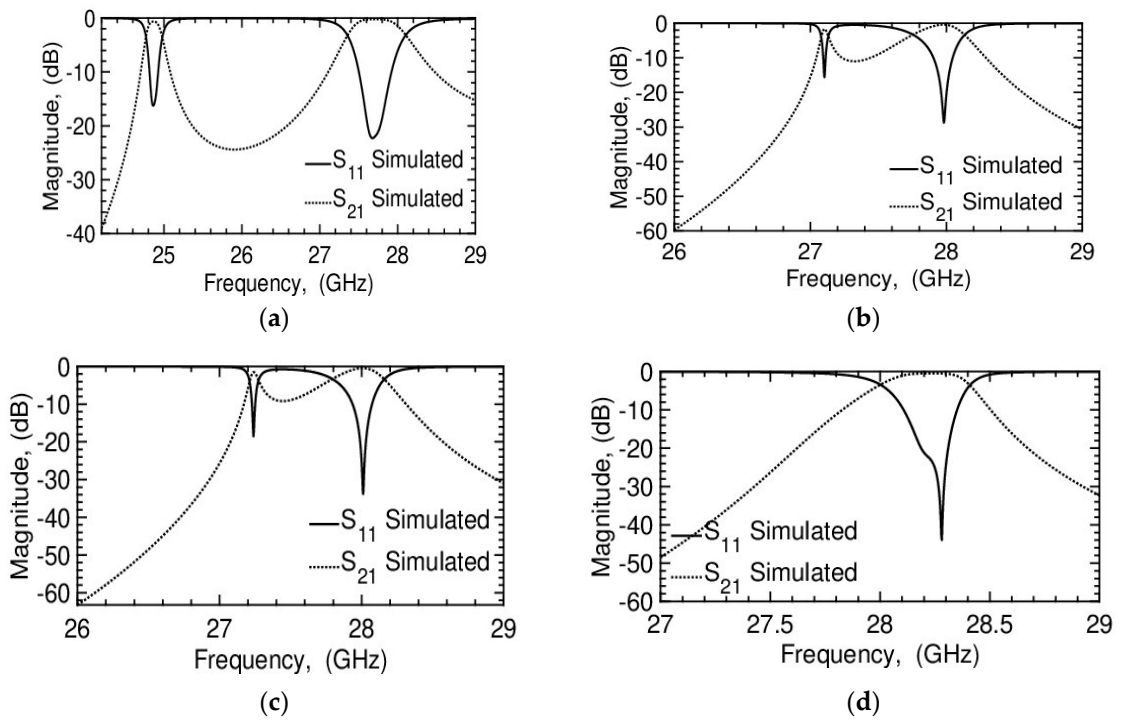 0
-10
-20
-30
-40
Magnitude, (dB)
S11 Simulated
S21 Simulated
25 26 27 28 29
Frequency, (GHz)
(a)
0
-10
-20
-30
-40
-50
-60
Magnitude, (dB)
S11 Simulated
S21 Simulated
26 27 28 29
Frequency, (GHz)
(b)
0
-10
-20
-30
-40
-50
-60
Magnitude, (dB)
S11 Simulated
S21 Simulated
26 27 28 29
Frequency, (GHz)
(c)
0
-10
-20
-30
-40
-50
-60
Magnitude, (dB)
S11 Simulated
S21 Simulated
27 27.5 28 28.5 29
Frequency, (GHz)
(d)